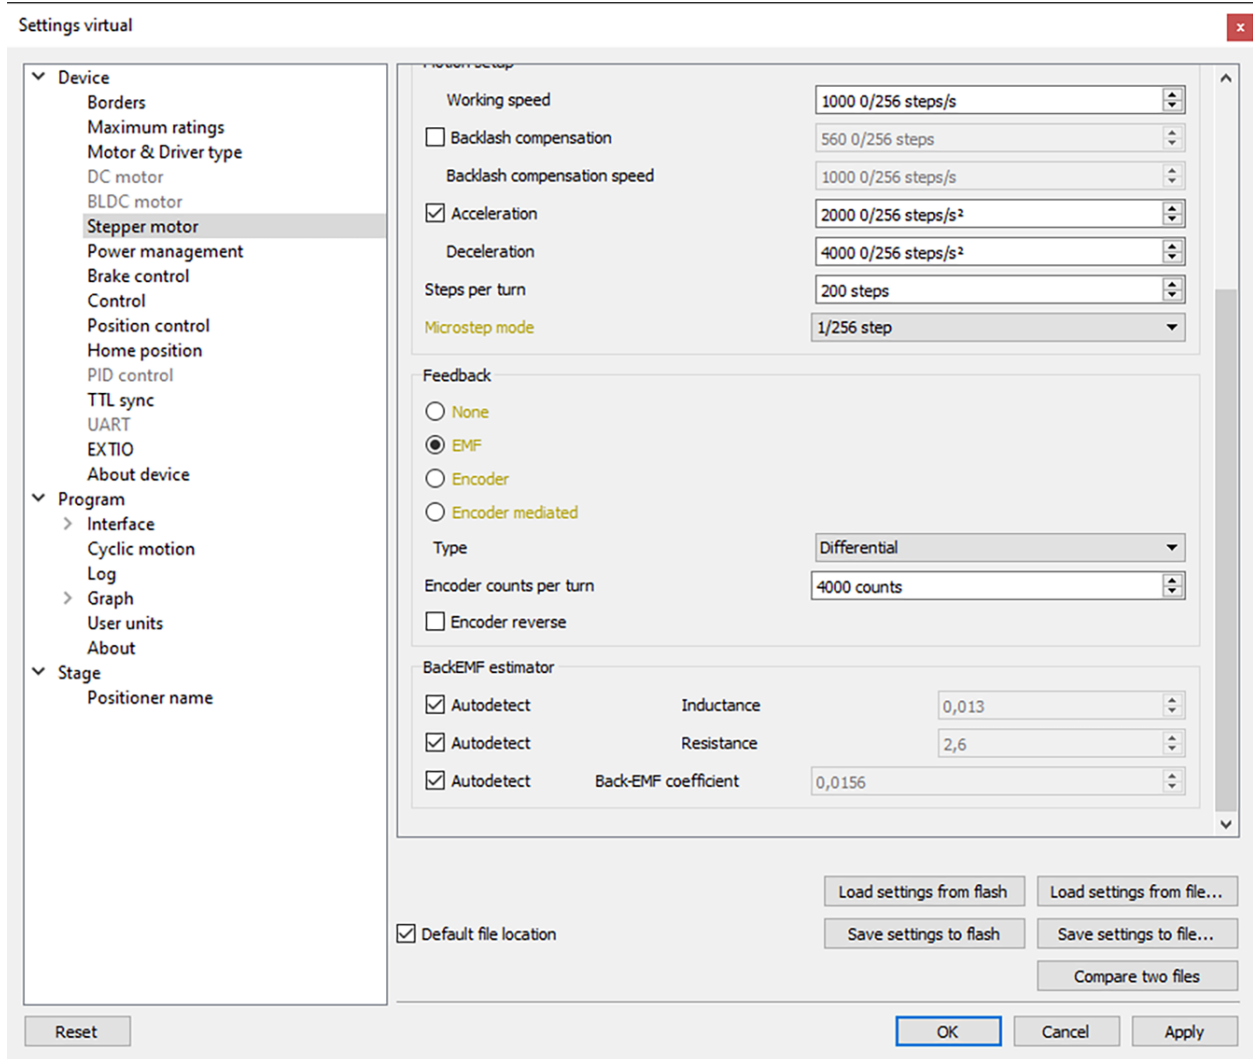 Settings virtual
x
Device
Borders
Maximum ratings
Motor & Driver type
DC motor
BLDC motor
Stepper motor
Power management
Brake control
Control
Position control
Home position
PID control
TTL sync
UART
EXTIO
About device
Program
Interface
Cyclic motion
Log
Graph
User units
About
Stage
Positioner name
Motion setup
Working speed 1000 0/256 steps/s
Backlash compensation 560 0/256 steps
Backlash compensation speed 1000 0/256 steps/s
Acceleration 2000 0/256 steps/s²
Deceleration 4000 0/256 steps/s²
Steps per turn 200 steps
Microstep mode 1/256 step
Feedback
None
EMF
Encoder
Encoder mediated
Type Differential
Encoder counts per turn 4000 counts
Encoder reverse
BackEMF estimator
Autodetect Inductance 0,013
Autodetect Resistance 2,6
Autodetect Back-EMF coefficient 0,0156
Load settings from flash Load settings from file...
Default file location Save settings to flash Save settings to file...
Compare two files
Reset OK Cancel Apply